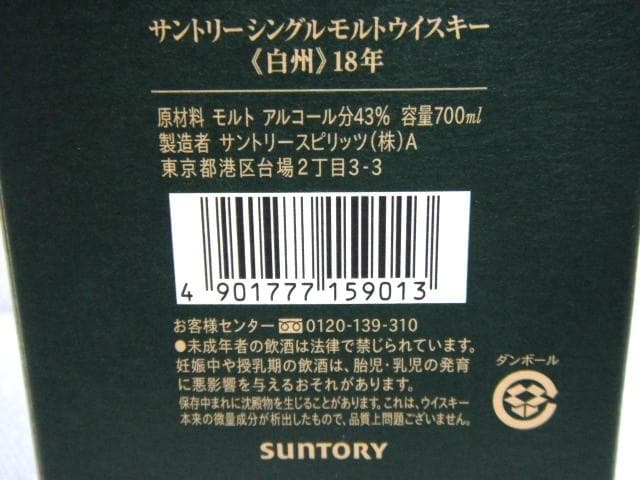 サントリーシングルモルトウイスキー
《白州》18年
原材料 モルト アルコール分43% 容量700ml
製造者 サントリースピリッツ(株)A
東京都港区台場2丁目3-3
4 901777 159013
お客様センター 0120-139-310
●未成年者の飲酒は法律で禁じられています。
妊娠中や授乳期の飲酒は、胎児・乳児の発育
に悪影響を与えるおそれがあります。
ダンボール
保存中まれに沈殿物を生じることがあります。これは、ウイスキー
本来の微量成分が析出したもので、品質上問題ございません。
SUNTORY